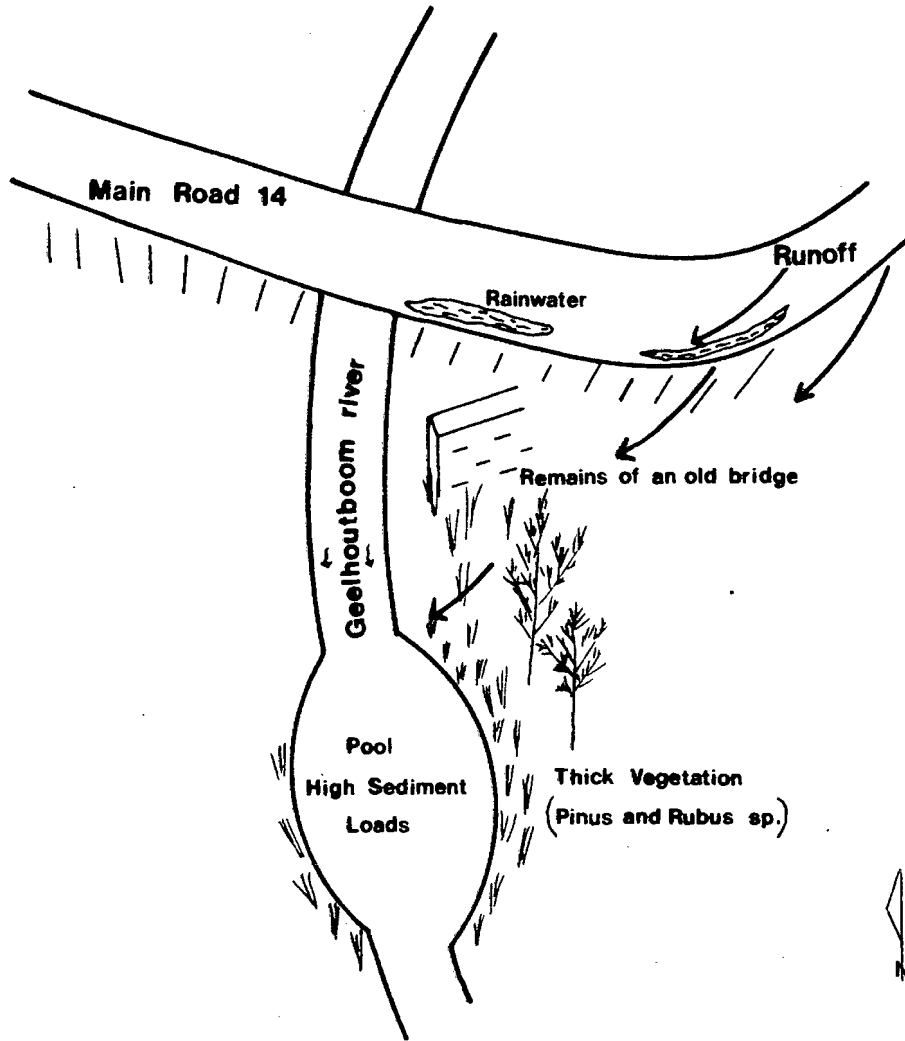 Main Road 14
Runoff
Rainwater
Geelhoutboom river
Remains of an old bridge
Pool
High Sediment
Loads
Thick Vegetation
(Pinus and Rubus sp.)
N